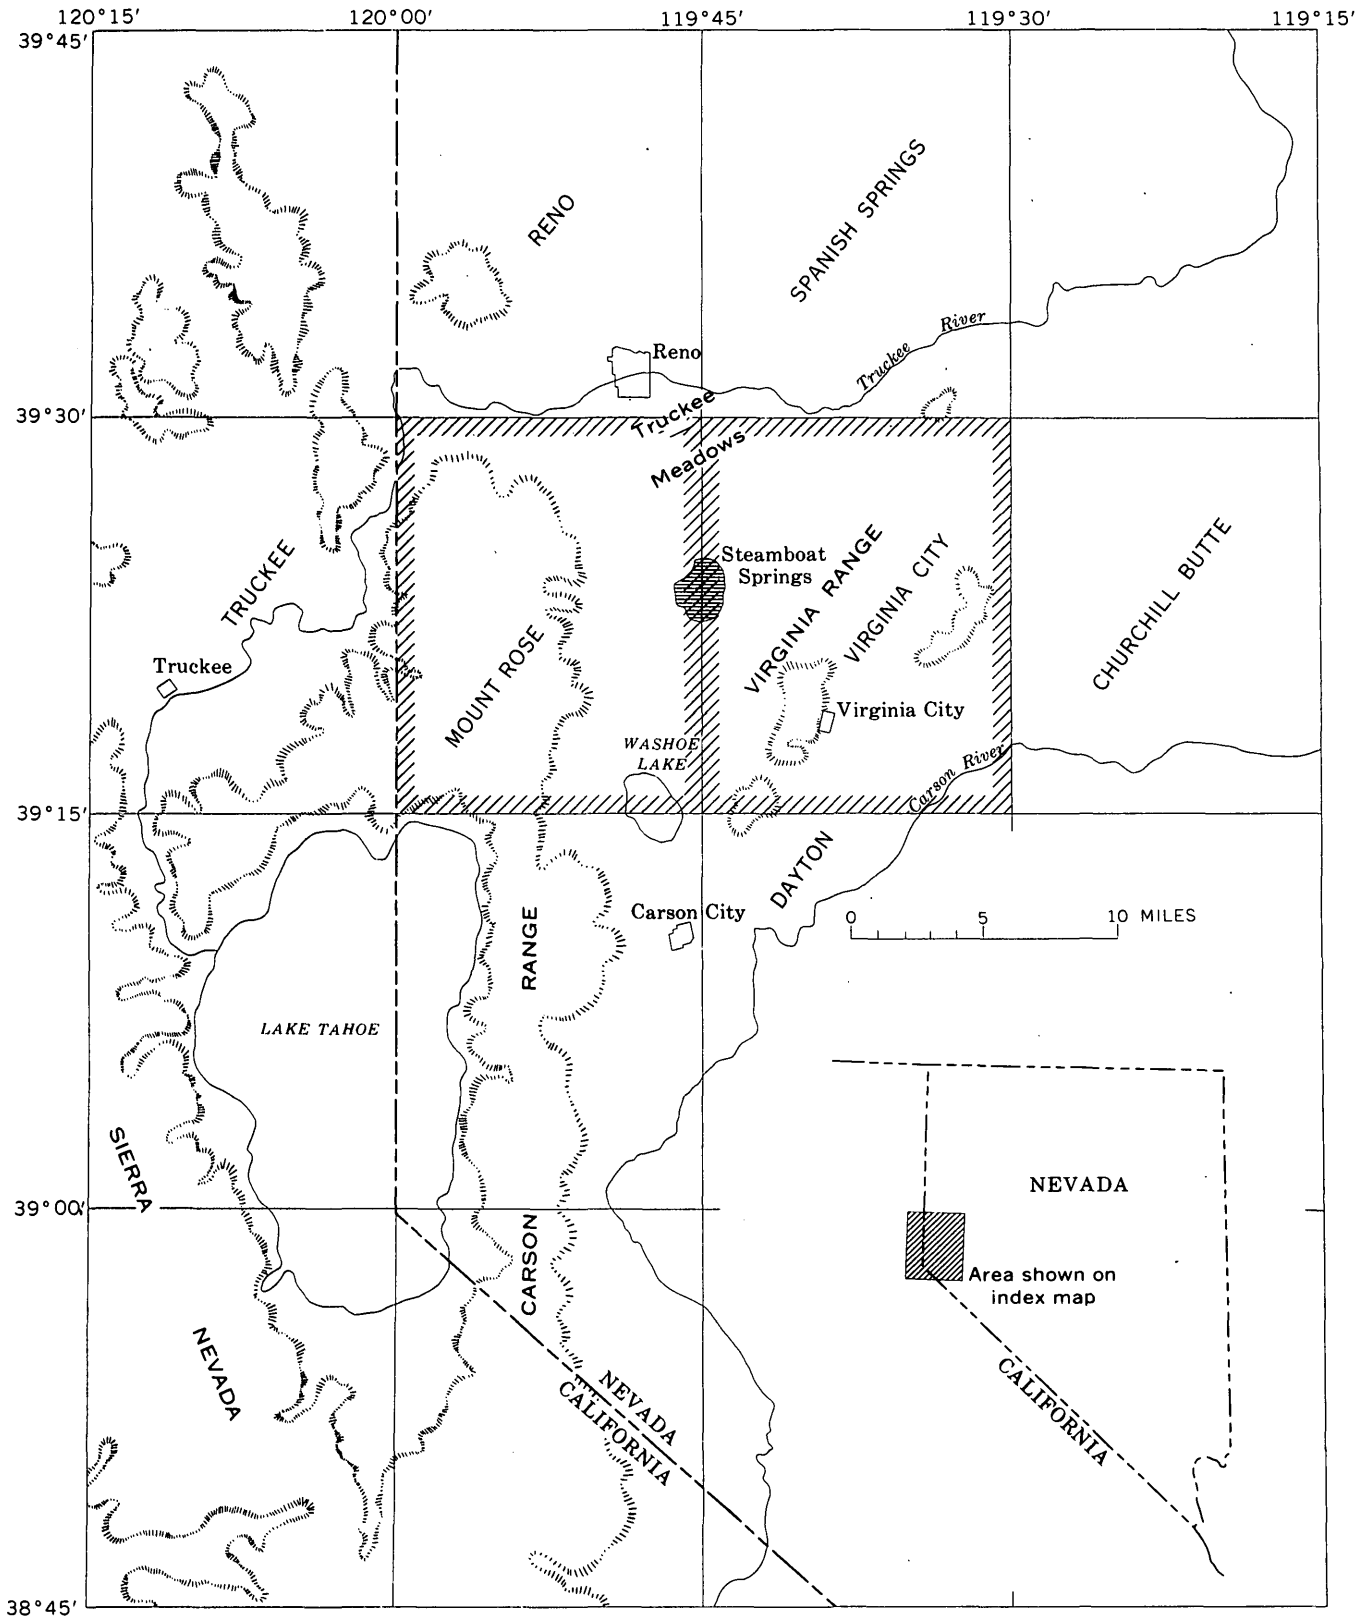 120°15′ 120°00′ 119°45′ 119°30′ 119°15′
39°45′
SPANISH SPRINGS
RENO
River
Truckee
Reno
Truckee
Meadows
39°30′
TRUCKEE
Steamboat
Springs
VIRGINIA RANGE
VIRGINIA CITY
CHURCHILL BUTTE
MOUNT ROSE
Truckee
Virginia City
WASHOE
LAKE
Carson River
39°15′
DAYTON
Carson City
0 5 10 MILES
RANGE
LAKE TAHOE
SIERRA
NEVADA
39°00′
CARSON
Area shown on
index map
NEVADA
NEVADA
CALIFORNIA
CALIFORNIA
38°45′